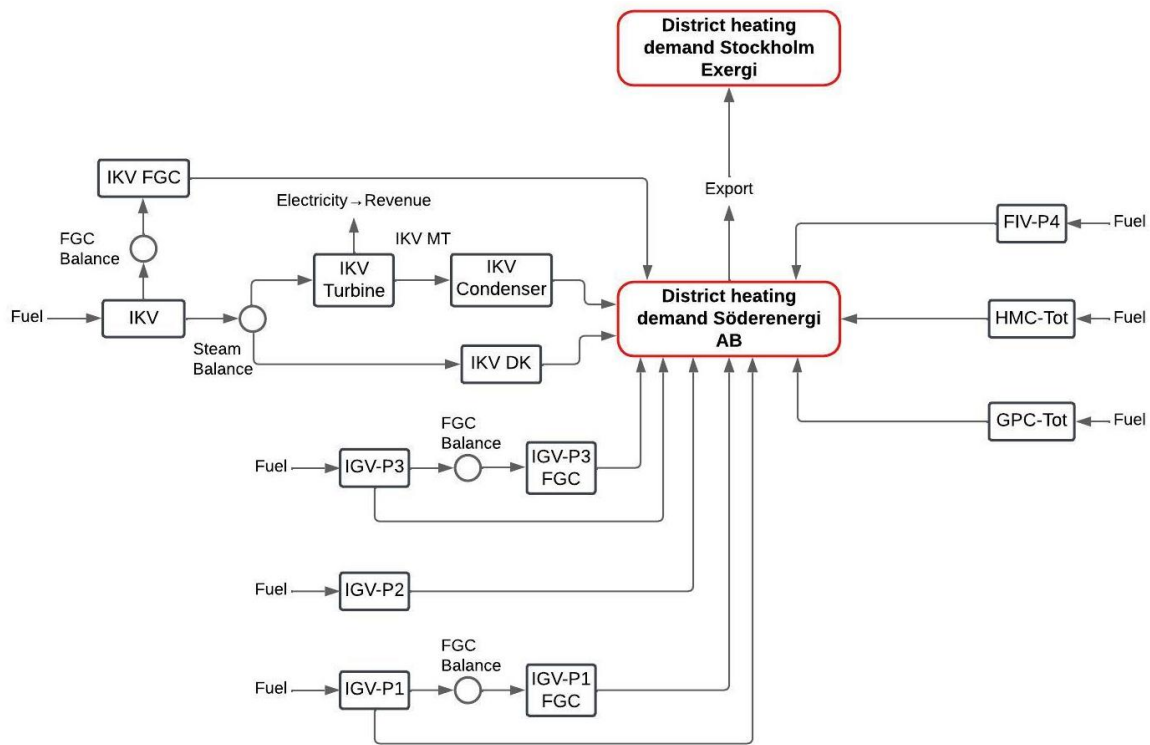 District heating
demand Stockholm
Exergi
IKV FGC
Electricity→Revenue
Export
FGC
Balance
IKV MT
FIV-P4
Fuel
IKV
Turbine
IKV
Condenser
District heating
demand Söderenergi
AB
Fuel
IKV
HMC-Tot
Fuel
Steam
Balance
IKV DK
GPC-Tot
Fuel
FGC
Balance
Fuel
IGV-P3
IGV-P3
FGC
Fuel
IGV-P2
FGC
Balance
Fuel
IGV-P1
IGV-P1
FGC